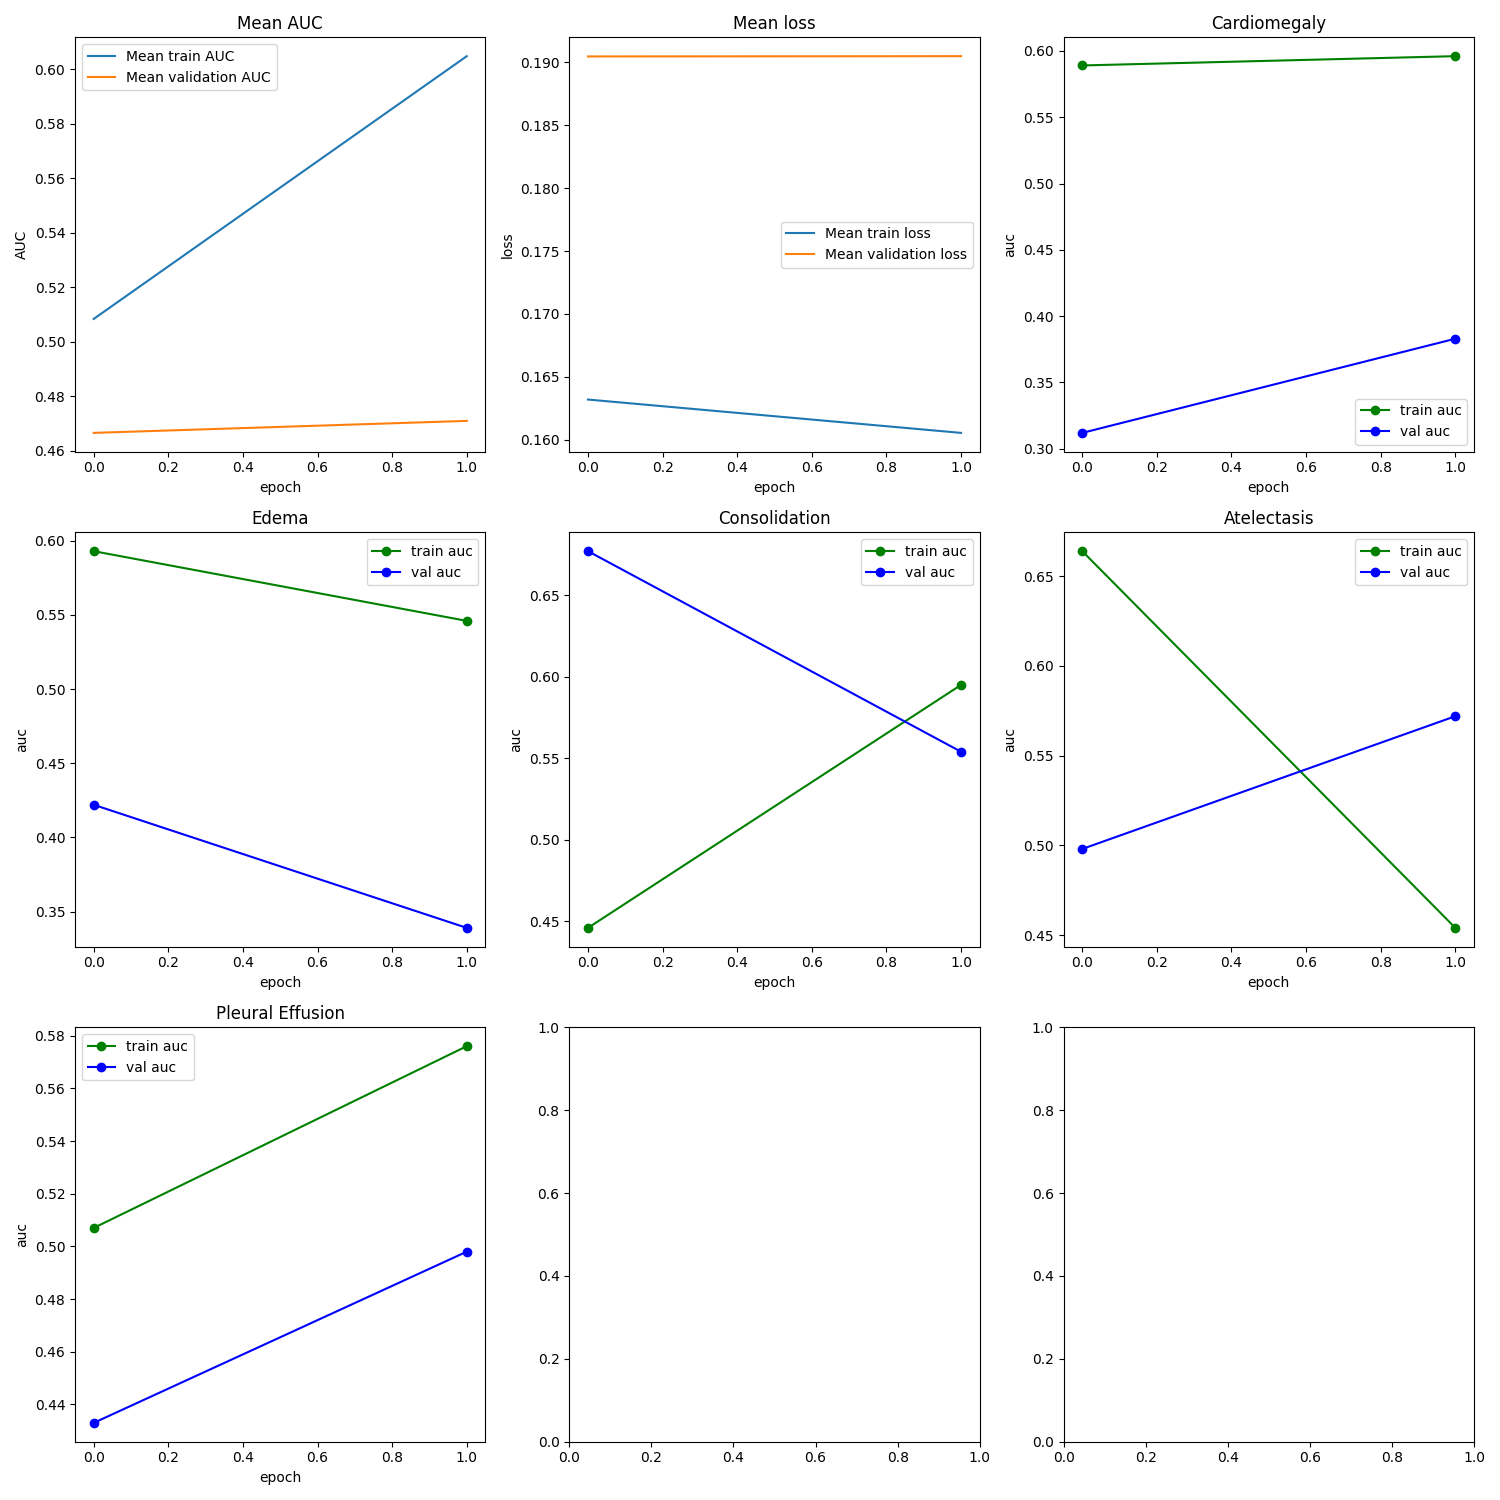 Mean AUC
Mean train AUC
Mean validation AUC
0.60
0.58
0.56
0.54
0.52
0.50
0.48
0.46
AUC
0.0 0.2 0.4 0.6 0.8 1.0
epoch
Mean loss
0.190
0.185
0.180
0.175
0.170
0.165
0.160
loss
Mean train loss
Mean validation loss
0.0 0.2 0.4 0.6 0.8 1.0
epoch
Cardiomegaly
0.60
0.55
0.50
0.45
0.40
0.35
0.30
auc
train auc
val auc
0.0 0.2 0.4 0.6 0.8 1.0
epoch
Edema
train auc
val auc
0.60
0.55
0.50
0.45
0.40
0.35
auc
0.0 0.2 0.4 0.6 0.8 1.0
epoch
Consolidation
train auc
val auc
0.65
0.60
0.55
0.50
0.45
auc
0.0 0.2 0.4 0.6 0.8 1.0
epoch
Atelectasis
train auc
val auc
0.65
0.60
0.55
0.50
0.45
auc
0.0 0.2 0.4 0.6 0.8 1.0
epoch
Pleural Effusion
train auc
val auc
0.58
0.56
0.54
0.52
0.50
0.48
0.46
0.44
auc
0.0 0.2 0.4 0.6 0.8 1.0
epoch
1.0
0.8
0.6
0.4
0.2
0.0
0.0 0.2 0.4 0.6 0.8 1.0
1.0
0.8
0.6
0.4
0.2
0.0
0.0 0.2 0.4 0.6 0.8 1.0